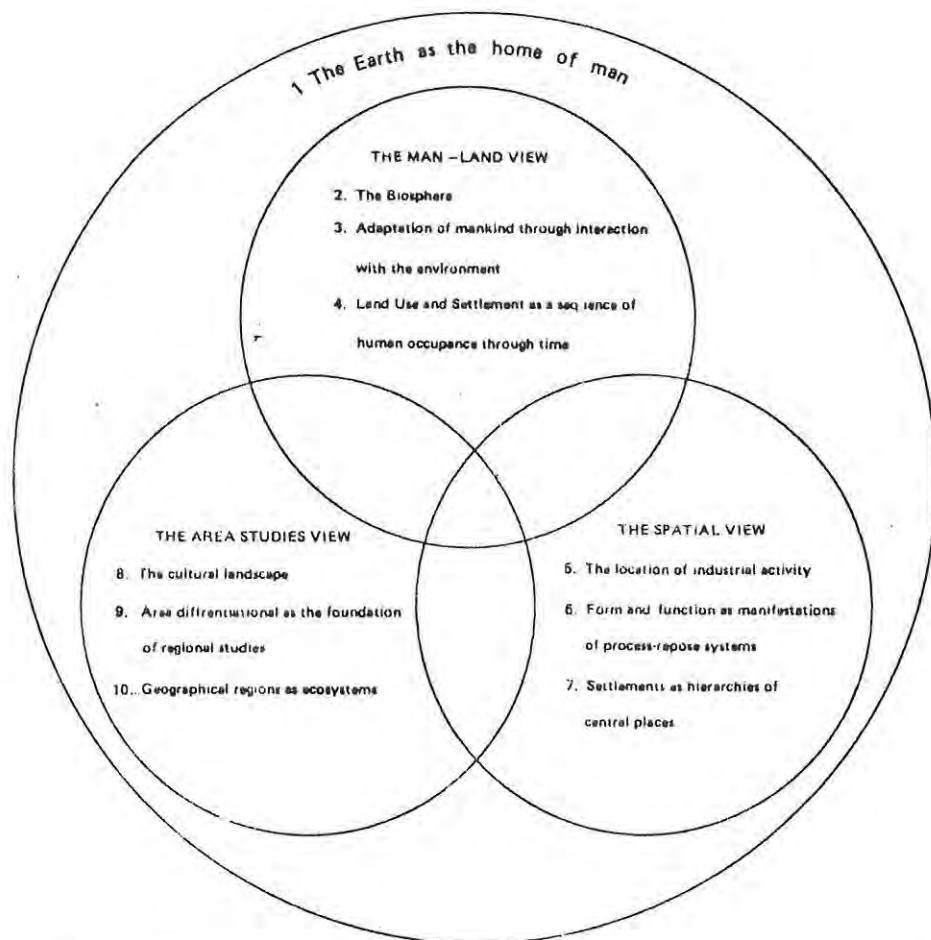 1 The Earth as the home of man
THE MAN – LAND VIEW
2. The Biosphere
3. Adaptation of mankind through interaction
with the environment
4. Land Use and Settlement as a seq ience of
human occupance through time
THE AREA STUDIES VIEW
8. The cultural landscape
9. Area diffrentiational as the foundation
of regional studies
10... Geographical regions as ecosystems
THE SPATIAL VIEW
5. The location of industrial activity
6. Form and function as manifestations
of process-repose systems
7. Settlements as hierarchies of
central places